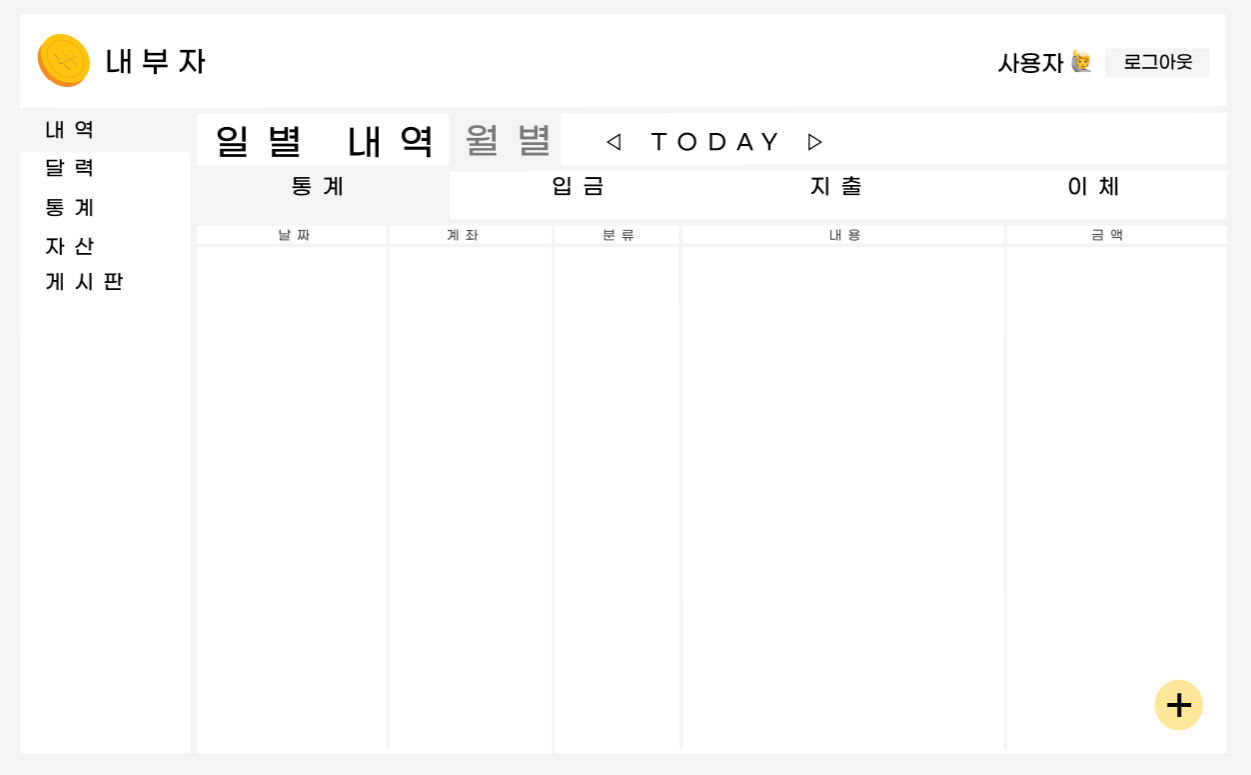 내부자
사용자 🙋 로그아웃
내역
달력
통계
자산
게시판
일별 내역 월별 ◁ TODAY ▷
통계 입금 지출 이체
날짜 계좌 분류 내용 금액
+